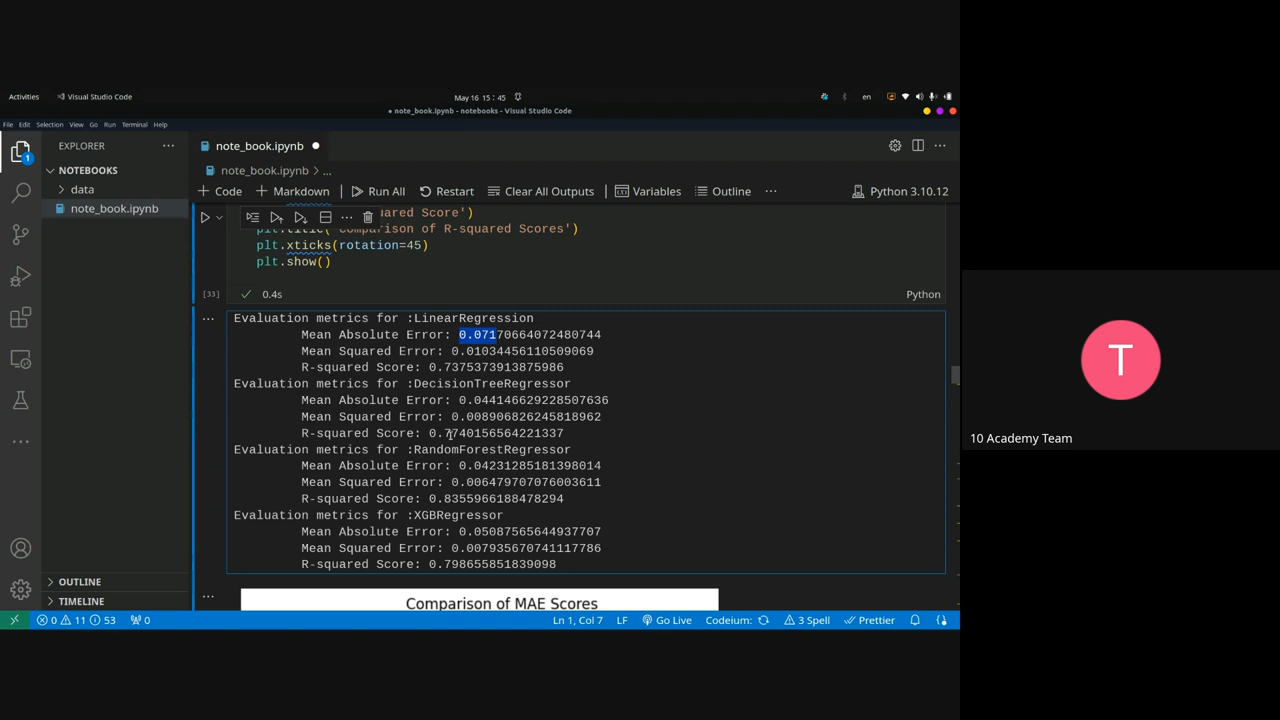 Activities
Visual Studio Code
May 16 15 : 45
en
note_book.ipynb - notebooks - Visual Studio Code
File Edit Selection View Go Run Terminal Help
EXPLORER
NOTEBOOKS
data
note_book.ipynb
OUTLINE
TIMELINE
note_book.ipynb
note_book.ipynb > ...
Code
Markdown
Run All
Restart
Clear All Outputs
Variables
Outline
Python 3.10.12
uared Score')
plt.title('Comparison of R-squared Scores')
plt.xticks(rotation=45)
plt.show()
[33]
0.4s
Python
Evaluation metrics for :LinearRegression
Mean Absolute Error: 0.07170664072480744
Mean Squared Error: 0.01034456110509069
R-squared Score: 0.7375373913875986
Evaluation metrics for :DecisionTreeRegressor
Mean Absolute Error: 0.044146629228507636
Mean Squared Error: 0.008906826245818962
R-squared Score: 0.7740156564221337
Evaluation metrics for :RandomForestRegressor
Mean Absolute Error: 0.04231285181398014
Mean Squared Error: 0.006479707076003611
R-squared Score: 0.8355966188478294
Evaluation metrics for :XGBRegressor
Mean Absolute Error: 0.05087565644937707
Mean Squared Error: 0.007935670741117786
R-squared Score: 0.798655851839098
Comparison of MAE Scores
0 11 53
0
Ln 1, Col 7
LF
Go Live
Codeium:
3 Spell
Prettier
1
T
10 Academy Team